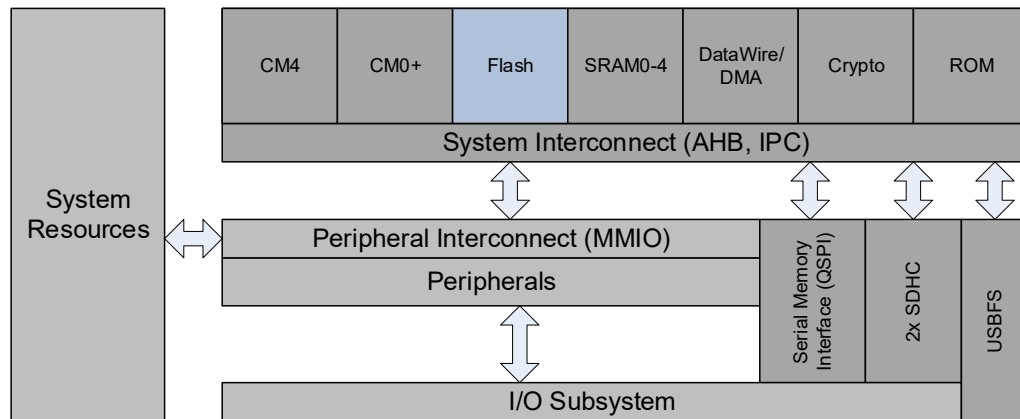 System
Resources
CM4
CM0+
Flash
SRAM0-4
DataWire/
DMA
Crypto
ROM
System Interconnect (AHB, IPC)
Peripheral Interconnect (MMIO)
Peripherals
Serial Memory
Interface (QSPI)
2x SDHC
USBFS
I/O Subsystem